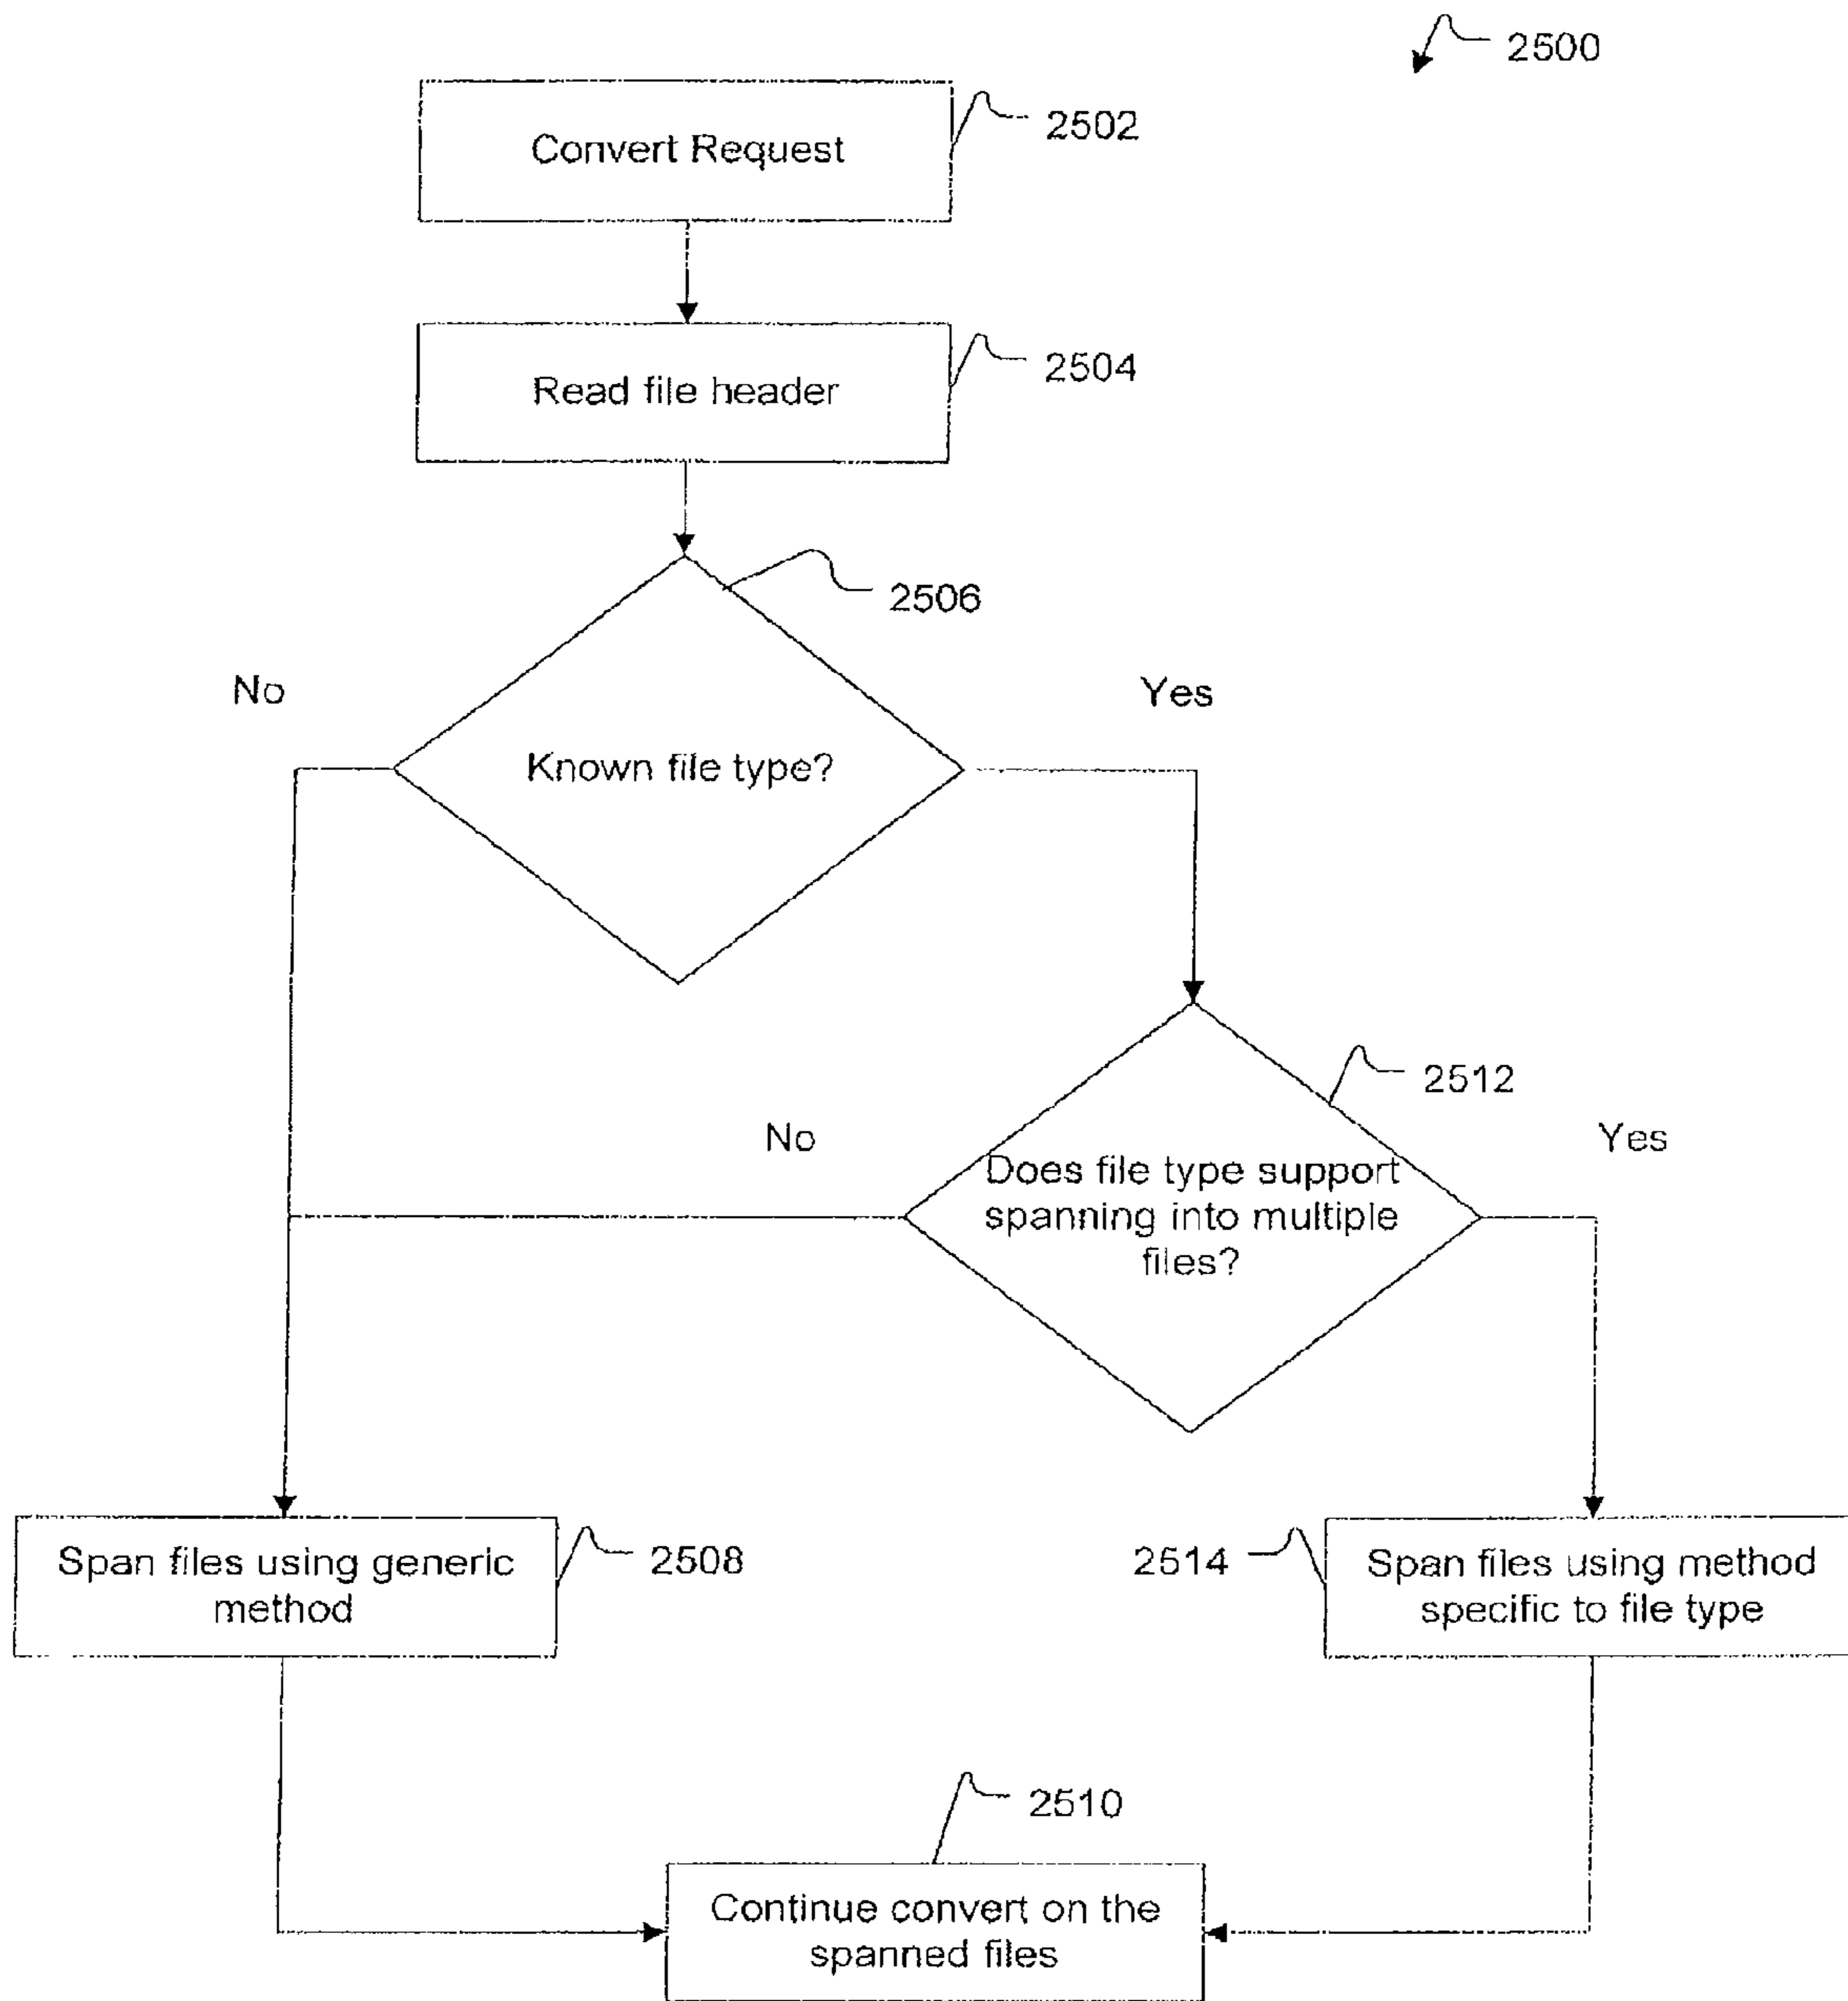 2500
Convert Request
2502
Read file header
2504
2506
No
Yes
Known file type?
2512
No
Yes
Does file type support
spanning into multiple
files?
Span files using generic
method
2508
2514
Span files using method
specific to file type
2510
Continue convert on the
spanned files